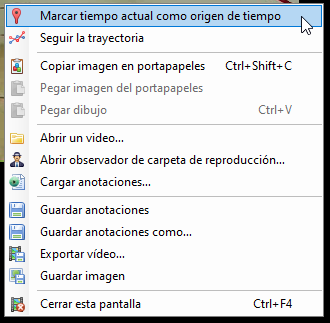 Marcar tiempo actual como origen de tiempo
Seguir la trayectoria
Copiar imagen en portapapeles Ctrl+Shift+C
Pegar imagen del portapapeles
Pegar dibujo Ctrl+V
Abrir un video...
Abrir observador de carpeta de reproducción...
Cargar anotaciones...
Guardar anotaciones
Guardar anotaciones como...
Exportar vídeo...
Guardar imagen
Cerrar esta pantalla Ctrl+F4